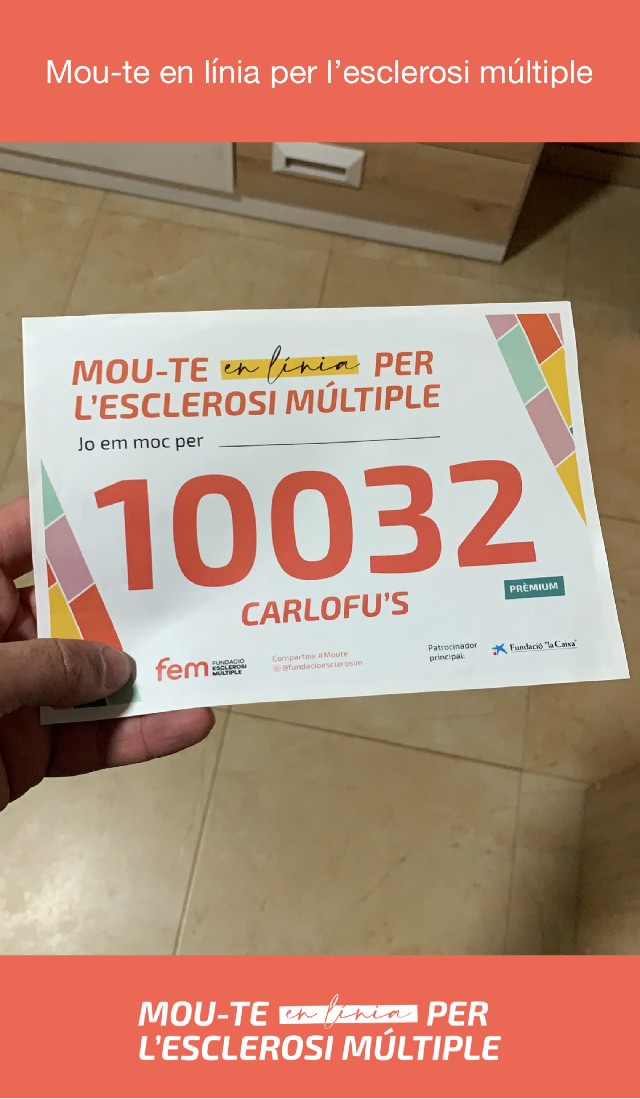 Mou-te en línia per l’esclerosi múltiple
MOU-TE en línia PER
L’ESCLEROSI MÚLTIPLE
Jo em moc per
10032
CARLOFU’S
PRÈMIUM
fem FUNDACIÓ
ESCLEROSI
MÚLTIPLE
Comparteix #Moute
@fundacioesclerosim
Patrocinador
principal:
Fundació "la Caixa"
MOU-TE en línia PER
L’ESCLEROSI MÚLTIPLE